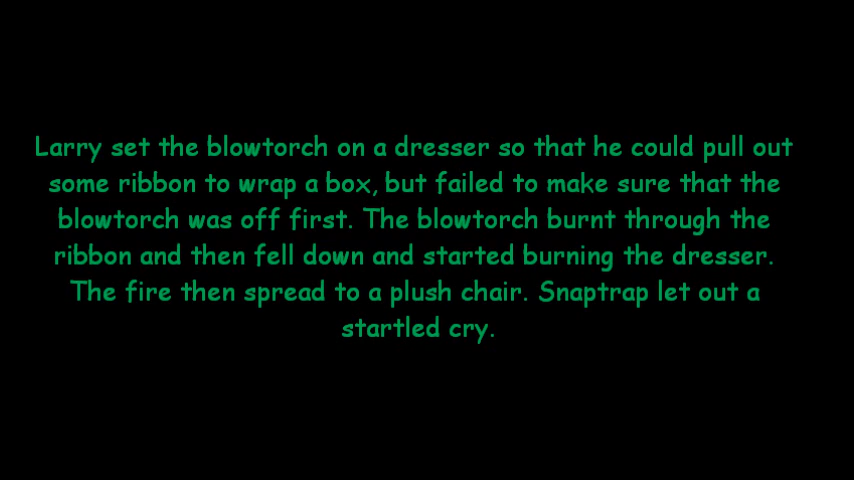 Larry set the blowtorch on a dresser so that he could pull out
some ribbon to wrap a box, but failed to make sure that the
blowtorch was off first. The blowtorch burnt through the
ribbon and then fell down and started burning the dresser.
The fire then spread to a plush chair. Snaptrap let out a
startled cry.